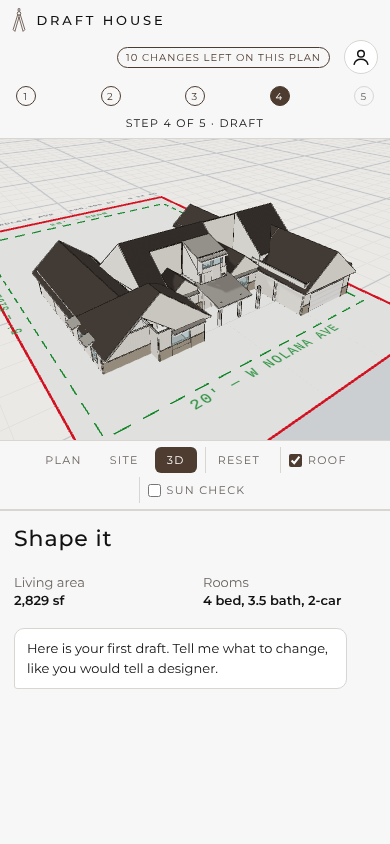 DRAFT HOUSE
10 CHANGES LEFT ON THIS PLAN
1 2 3 4 5
STEP 4 OF 5 · DRAFT
20' — W NOLANA AVE
PLAN SITE 3D RESET ROOF
SUN CHECK
Shape it
Living area Rooms
2,829 sf 4 bed, 3.5 bath, 2-car
Here is your first draft. Tell me what to change,
like you would tell a designer.